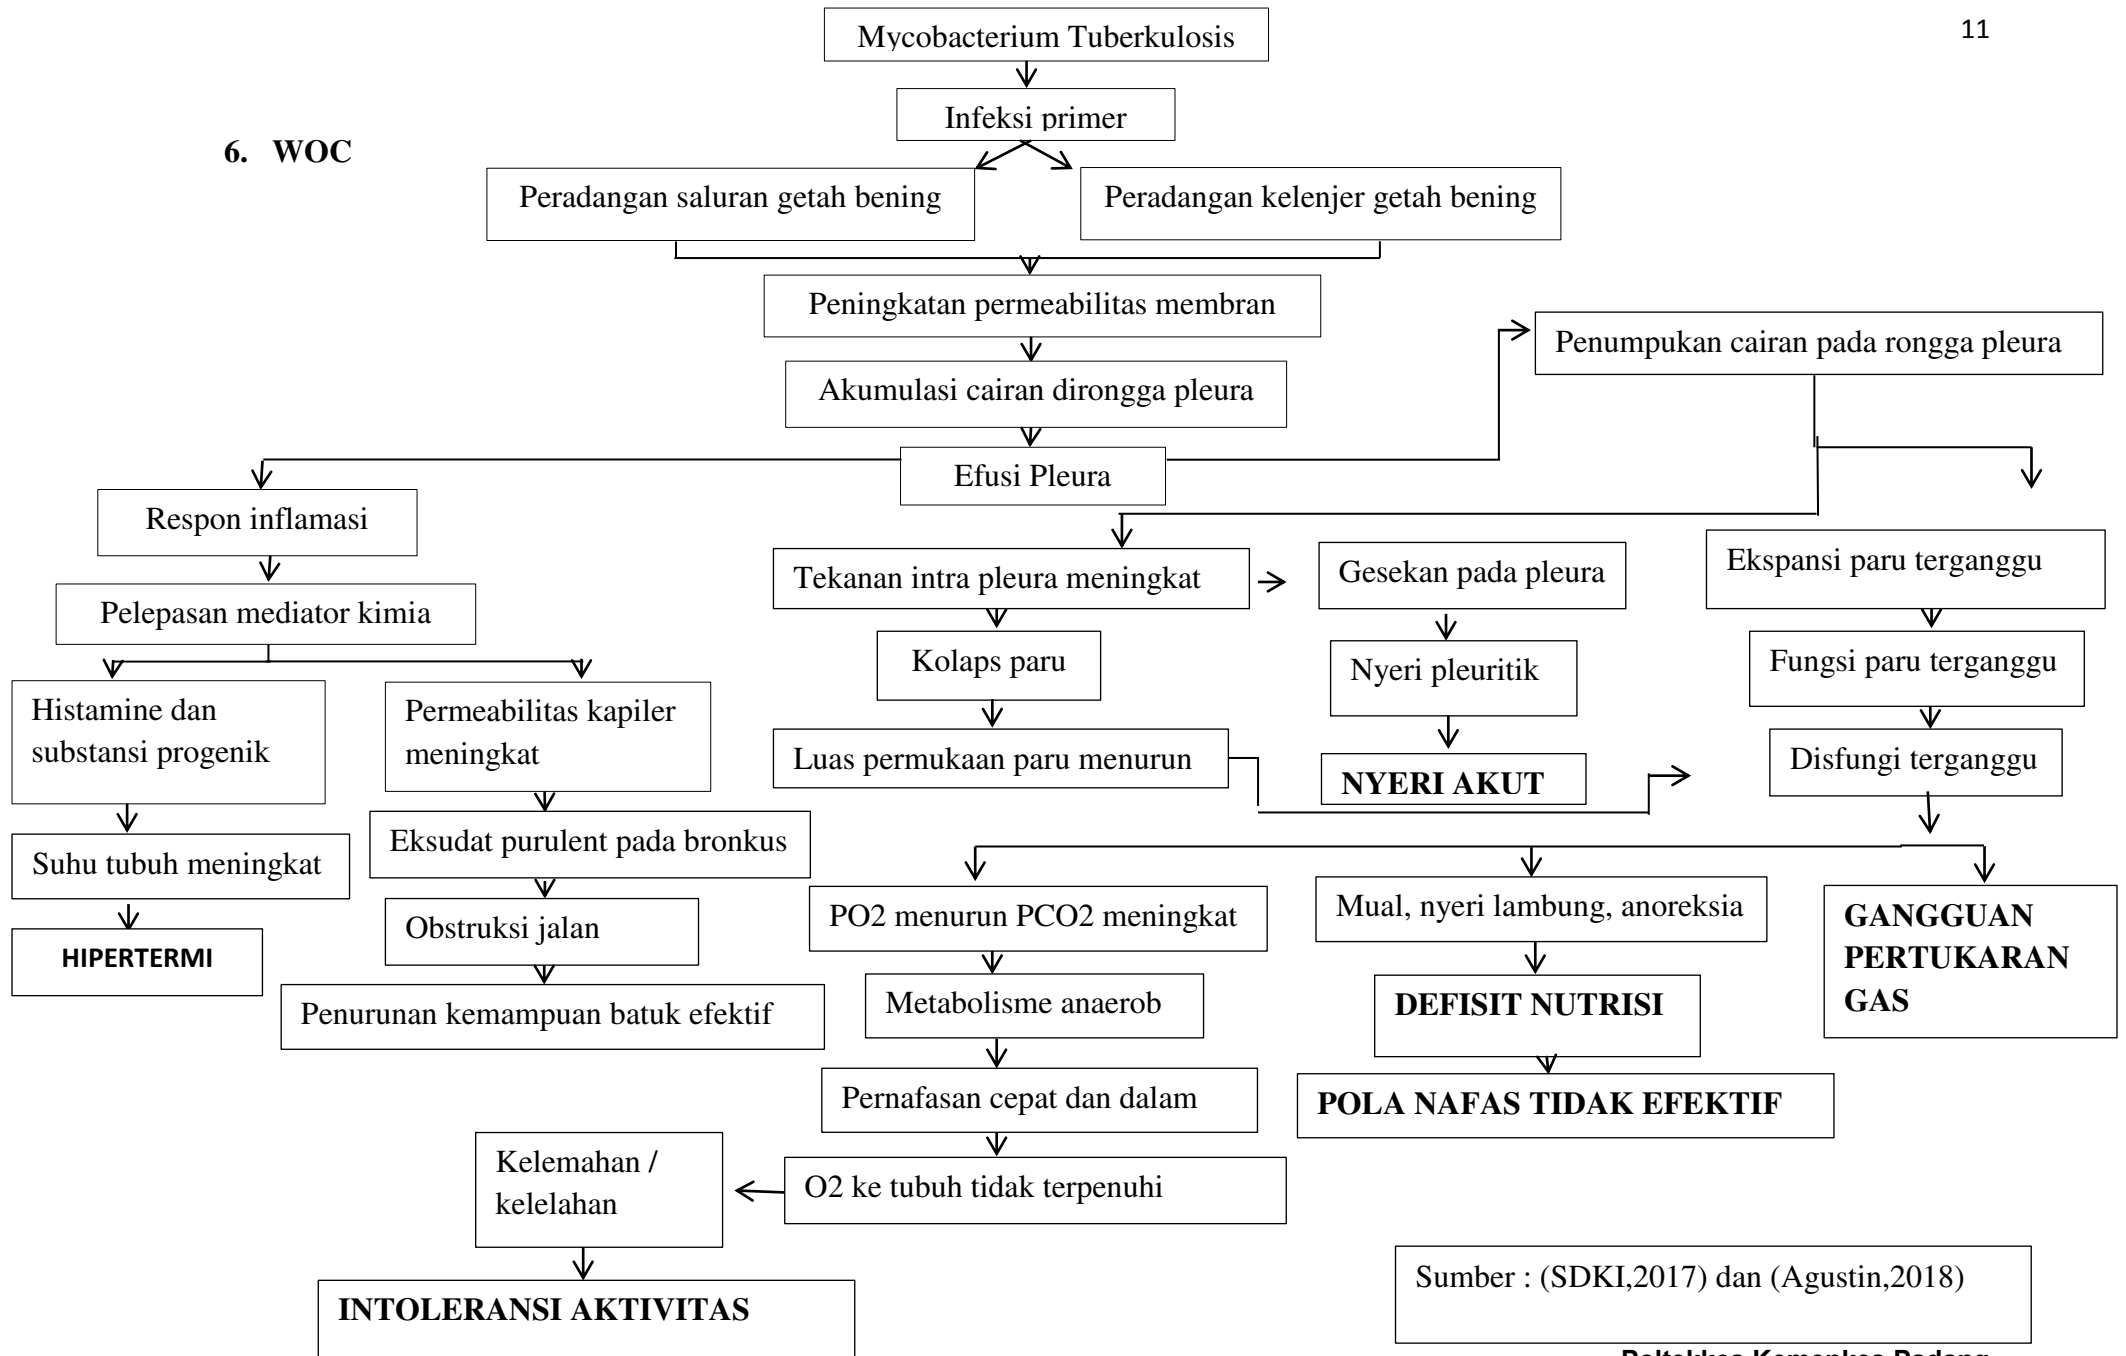 11
Mycobacterium Tuberkulosis
Infeksi primer
6. WOC
Peradangan saluran getah bening
Peradangan kelenjer getah bening
Peningkatan permeabilitas membran
Penumpukan cairan pada rongga pleura
Akumulasi cairan dirongga pleura
Efusi Pleura
Respon inflamasi
Tekanan intra pleura meningkat
Gesekan pada pleura
Ekspansi paru terganggu
Pelepasan mediator kimia
Kolaps paru
Nyeri pleuritik
Fungsi paru terganggu
Histamine dan
substansi progenik
Permeabilitas kapiler
meningkat
Luas permukaan paru menurun
NYERI AKUT
Disfungi terganggu
Suhu tubuh meningkat
Eksudat purulent pada bronkus
HIPERTERMI
Obstruksi jalan
PO2 menurun PCO2 meningkat
Mual, nyeri lambung, anoreksia
GANGGUAN
PERTUKARAN
GAS
Penurunan kemampuan batuk efektif
Metabolisme anaerob
DEFISIT NUTRISI
Pernafasan cepat dan dalam
POLA NAFAS TIDAK EFEKTIF
Kelemahan /
kelelahan
O2 ke tubuh tidak terpenuhi
INTOLERANSI AKTIVITAS
Sumber : (SDKI,2017) dan (Agustin,2018)
Poltekkes Kemenkes Padang